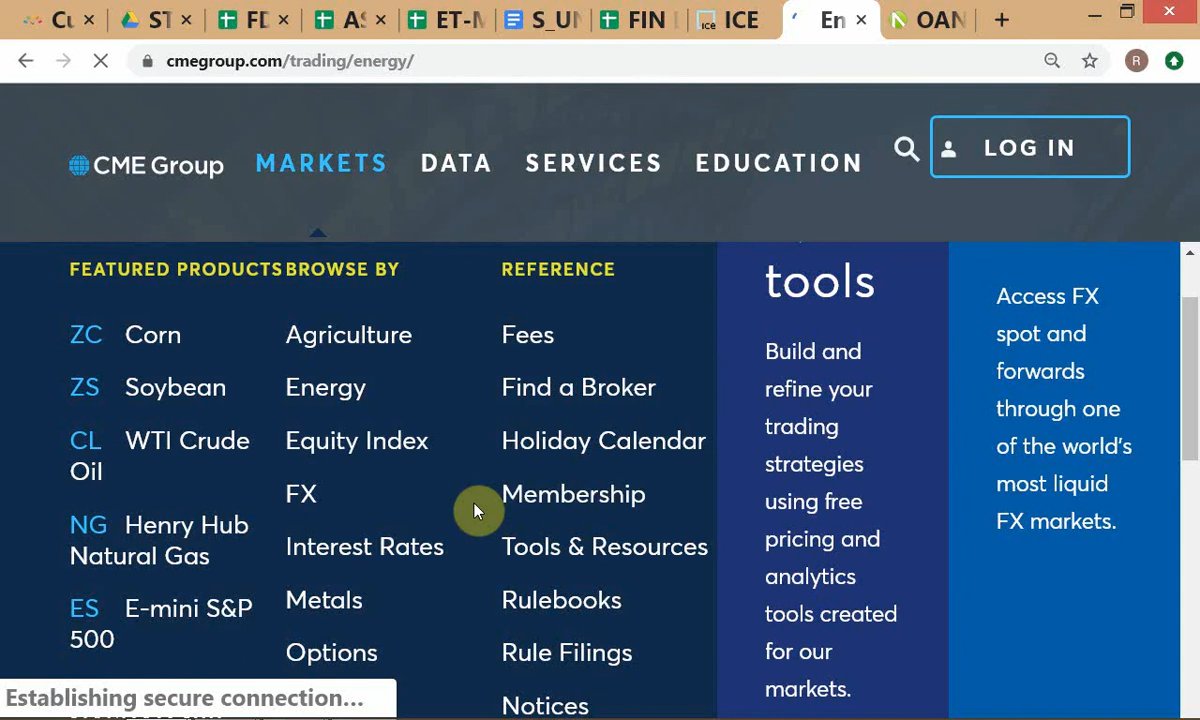 Cu
ST
FD
AS
ET-M
S_UN
FIN
ice ICE
En
OAN
cmegroup.com/trading/energy/
R
CME Group
MARKETS
DATA
SERVICES
EDUCATION
LOG IN
FEATURED PRODUCTS
ZC Corn
ZS Soybean
CL WTI Crude
Oil
NG Henry Hub
Natural Gas
ES E-mini S&P
500
BROWSE BY
Agriculture
Energy
Equity Index
FX
Interest Rates
Metals
Options
REFERENCE
Fees
Find a Broker
Holiday Calendar
Membership
Tools & Resources
Rulebooks
Rule Filings
Notices
tools
Build and
refine your
trading
strategies
using free
pricing and
analytics
tools created
for our
markets.
Access FX
spot and
forwards
through one
of the world's
most liquid
FX markets.
Establishing secure connection...